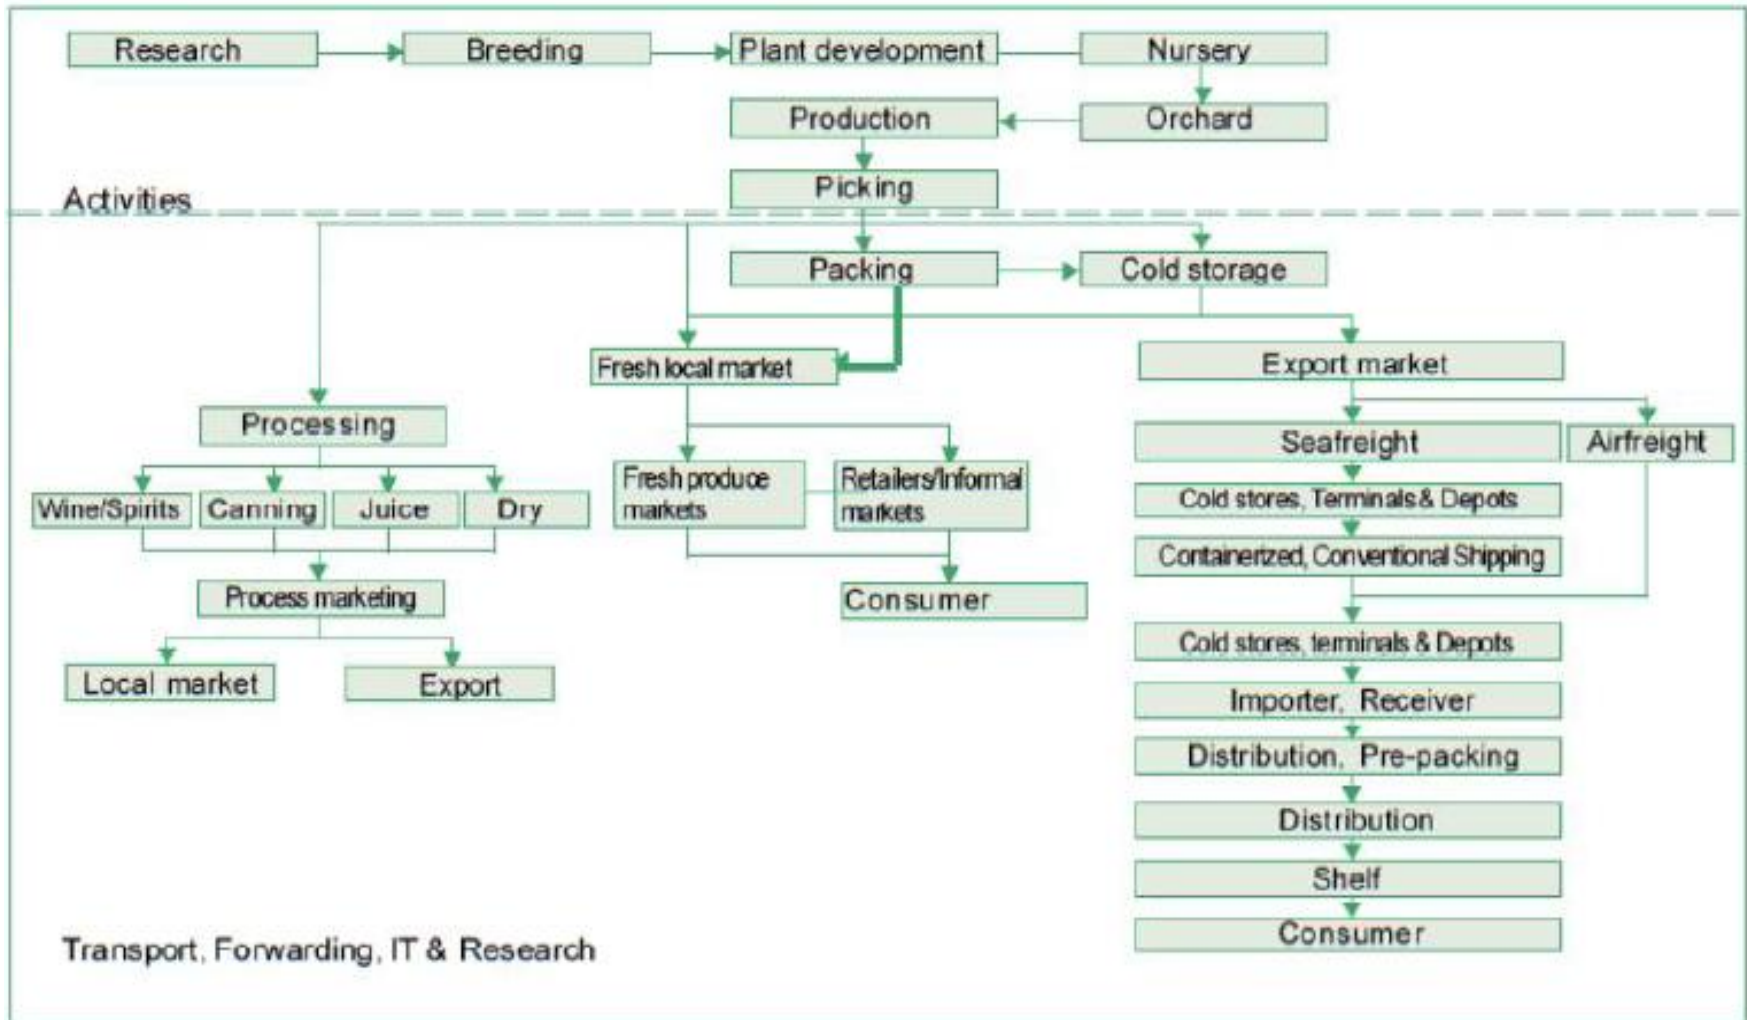 Research
Breeding
Plant development
Nursery
Production
Orchard
Picking
Activities
Packing
Cold storage
Fresh local market
Export market
Processing
Seafreight
Airfreight
Fresh produce
markets
Retailers/Informal
markets
Wine/Spirits
Canning
Juice
Dry
Cold stores, Terminals & Depots
Containerized, Conventional Shipping
Process marketing
Consumer
Cold stores, terminals & Depots
Local market
Export
Importer, Receiver
Distribution, Pre-packing
Distribution
Shelf
Consumer
Transport, Forwarding, IT & Research